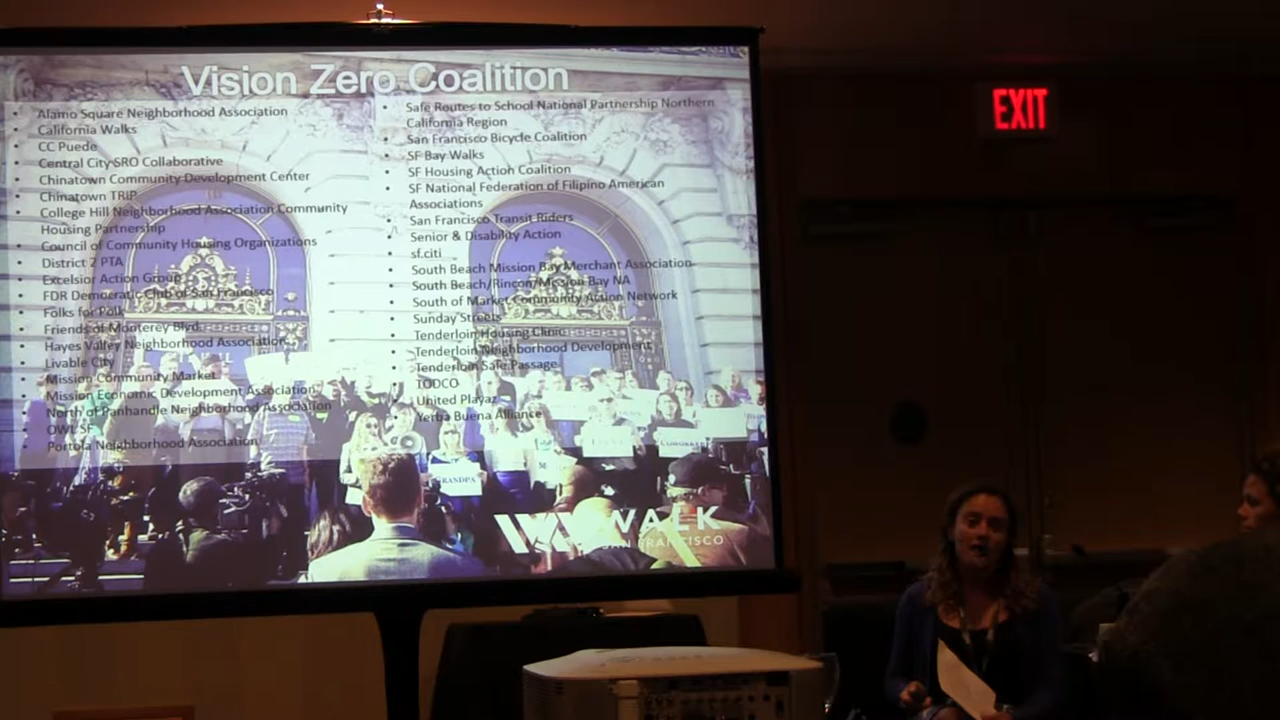 Vision Zero Coalition
• Alamo Square Neighborhood Association
• California Walks
• CC Puede
• Central City SRO Collaborative
• Chinatown Community Development Center
• Chinatown TRIP
• College Hill Neighborhood Association Community
Housing Partnership
• Council of Community Housing Organizations
• District 2 PTA
• Excelsior Action Group
• FDR Democratic Club of San Francisco
• Folks for Polk
• Friends of Monterey Blvd.
• Hayes Valley Neighborhood Association
• Livable City
• Mission Community Market
• Mission Economic Development Association
• North of Panhandle Neighborhood Association
• OWL SF
• Portola Neighborhood Association
• Safe Routes to School National Partnership Northern
California Region
• San Francisco Bicycle Coalition
• SF Bay Walks
• SF Housing Action Coalition
• SF National Federation of Filipino American
Associations
• San Francisco Transit Riders
• Senior & Disability Action
• sf.citi
• South Beach Mission Bay Merchant Association
• South Beach/Rincon/Mission Bay NA
• South of Market Community Action Network
• Sunday Streets
• Tenderloin Housing Clinic
• Tenderloin Neighborhood Development
• Tenderloin Safe Passage
• TODCO
• United Playaz
• Yerba Buena Alliance
COWORKER
GRANDPA
WALK
SAN FRANCISCO
EXIT